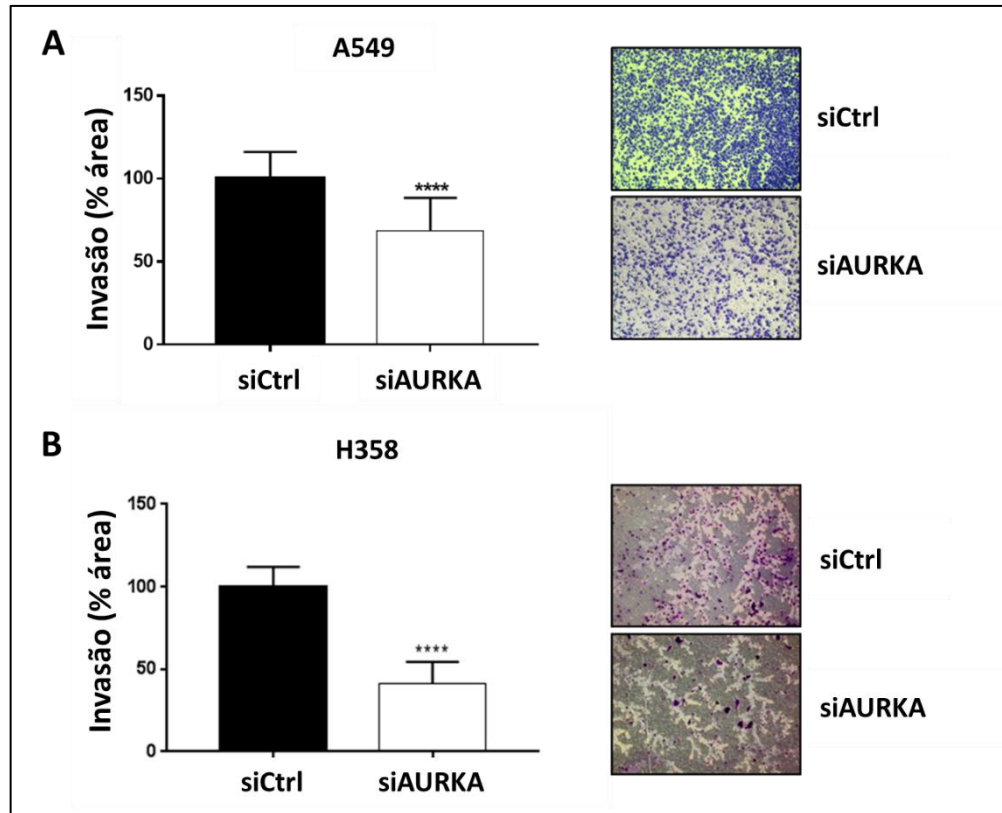 A
A549
Invasão (% área)
150
100
50
0
****
siCtrl
siAURKA
siCtrl
siAURKA
B
H358
Invasão (% área)
150
100
50
0
****
siCtrl
siAURKA
siCtrl
siAURKA